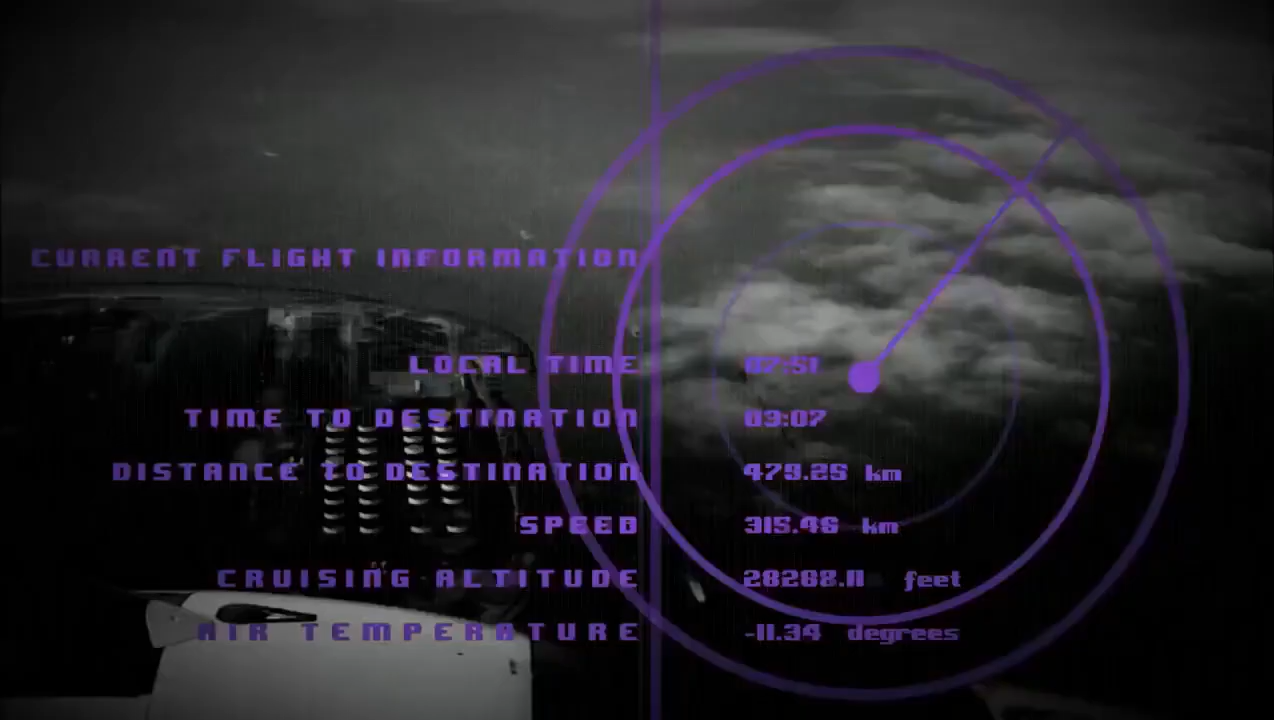 CURRENT FLIGHT INFORMATION
LOCAL TIME 07:51
TIME TO DESTINATION 03:07
DISTANCE TO DESTINATION 479.25 km
SPEED 315.46 km
CRUISING ALTITUDE 28288.11 feet
AIR TEMPERATURE -11.34 degrees